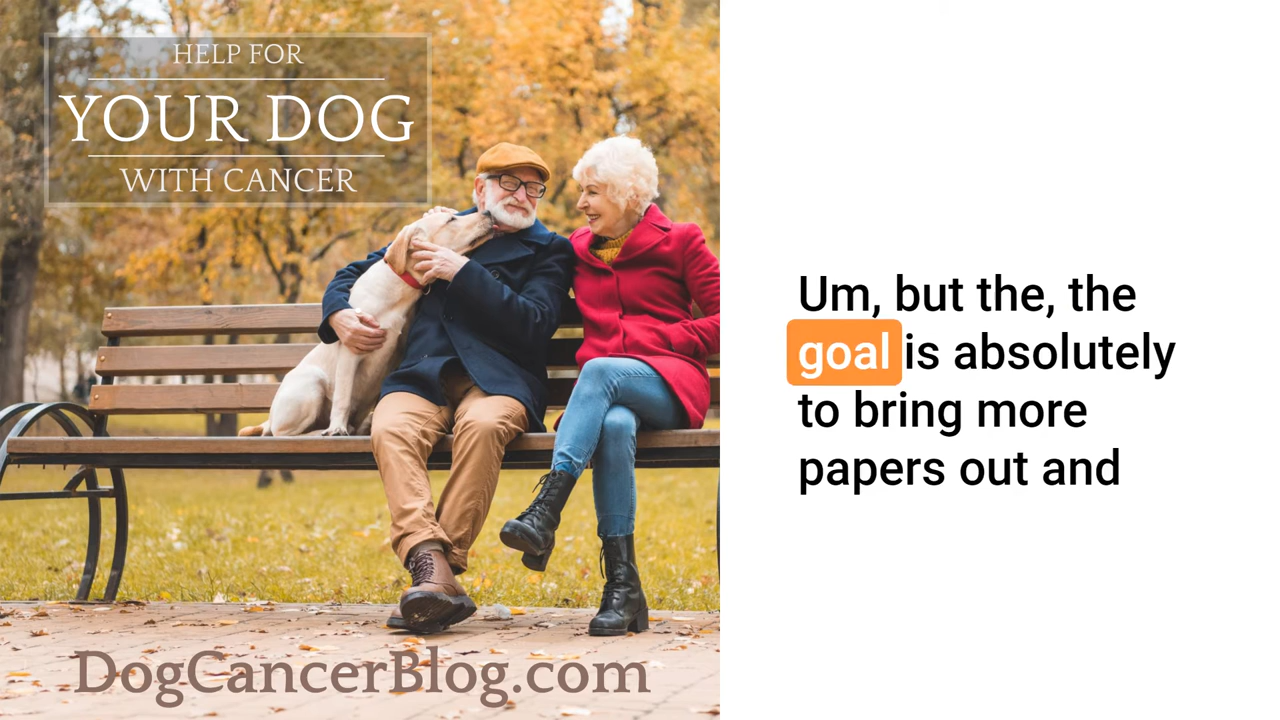 HELP FOR
YOUR DOG
WITH CANCER
DogCancerBlog.com
Um, but the, the
goal is absolutely
to bring more
papers out and